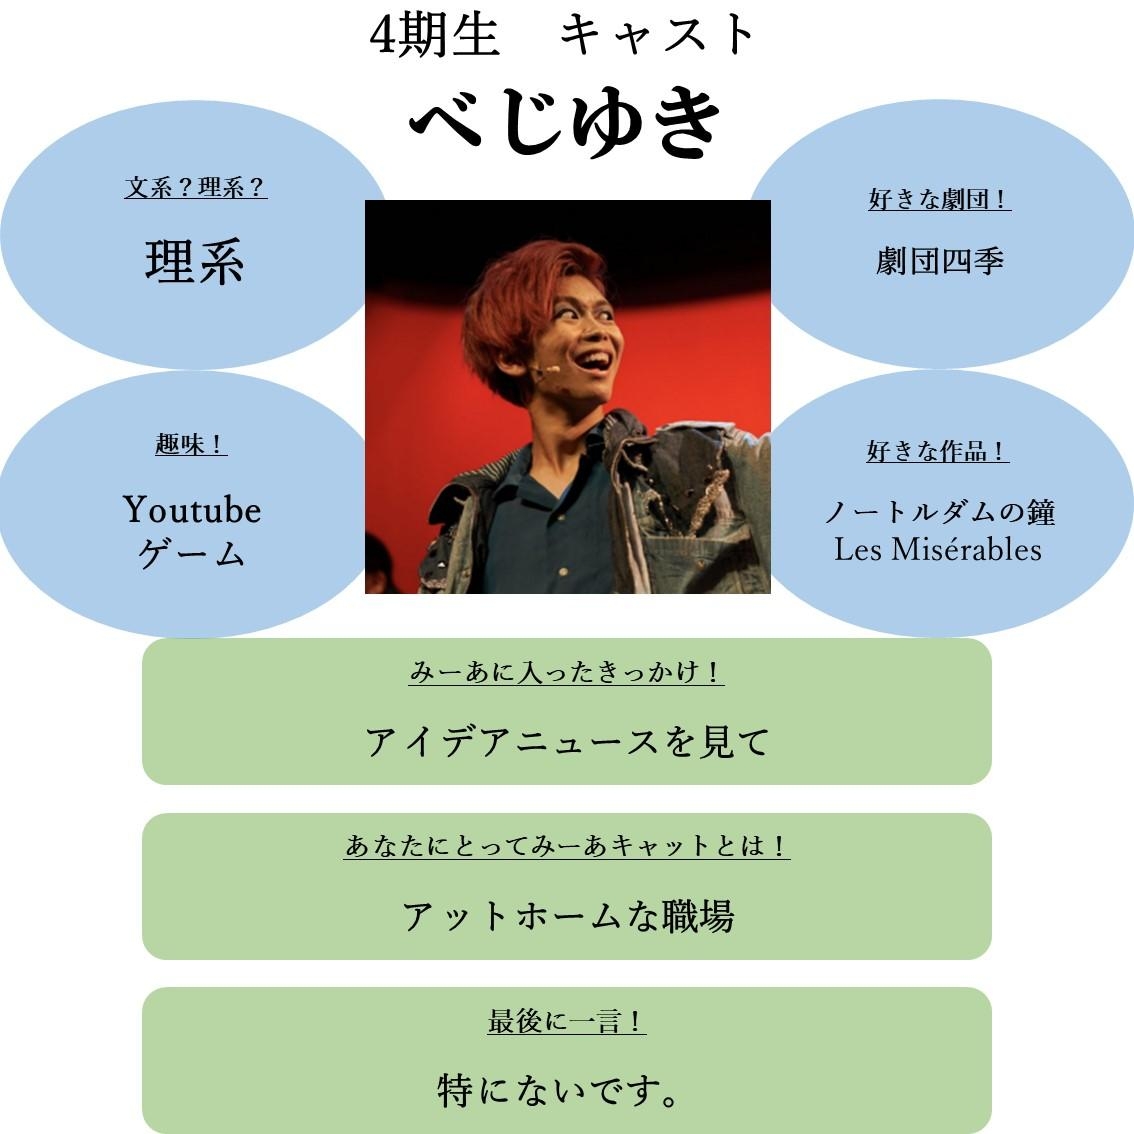 4期生　キャスト
べじゆき
文系？理系？
理系
好きな劇団！
劇団四季
趣味！
Youtube
ゲーム
好きな作品！
ノートルダムの鐘
Les Misérables
みーあに入ったきっかけ！
アイデアニュースを見て
あなたにとってみーあキャットとは！
アットホームな職場
最後に一言！
特にないです。